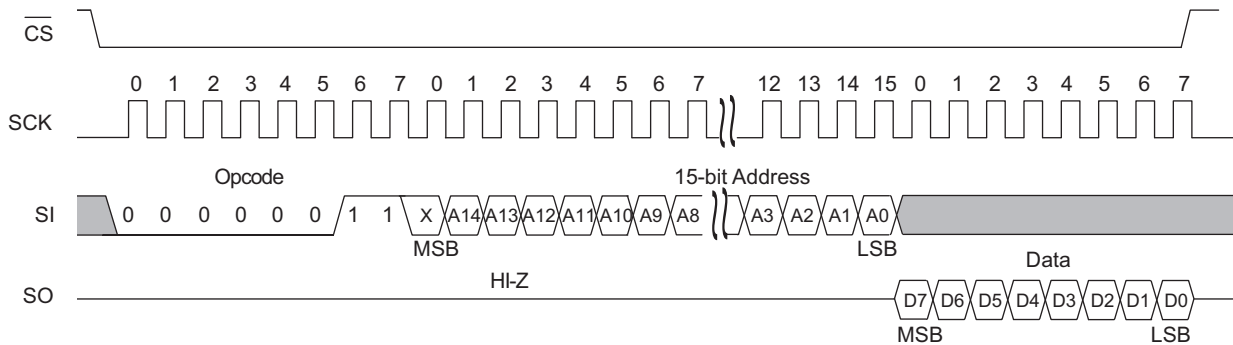 CS
0 1 2 3 4 5 6 7 0 1 2 3 4 5 6 7 12 13 14 15 0 1 2 3 4 5 6 7
SCK
Opcode 15-bit Address
SI 0 0 0 0 0 0 1 1 X A14 A13 A12 A11 A10 A9 A8 A3 A2 A1 A0
MSB LSB
HI-Z Data
SO D7 D6 D5 D4 D3 D2 D1 D0
MSB LSB